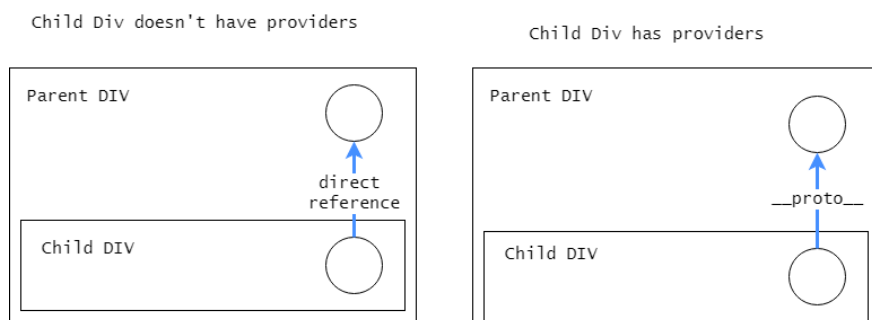 Child Div doesn't have providers
Parent DIV
direct
reference
Child DIV
Child Div has providers
Parent DIV
__proto__
Child DIV